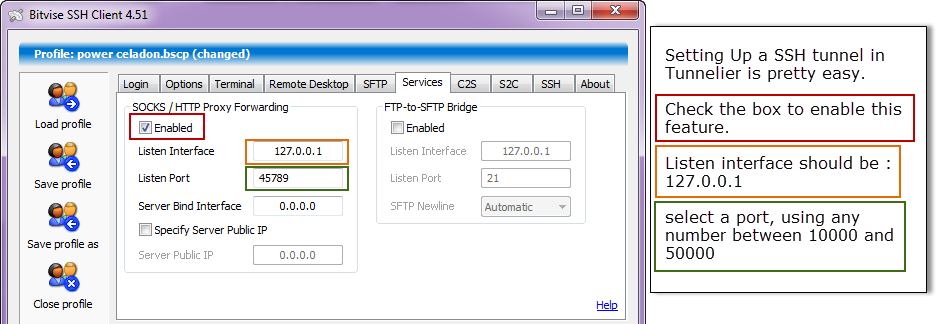 Bitvise SSH Client 4.51
Profile: power celadon.bscp (changed)
Load profile
Save profile
Save profile as
Close profile
Login Options Terminal Remote Desktop SFTP Services C2S S2C SSH About
SOCKS / HTTP Proxy Forwarding
Enabled
Listen Interface 127.0.0.1
Listen Port 45789
Server Bind Interface 0.0.0.0
Specify Server Public IP
Server Public IP 0.0.0.0
FTP-to-SFTP Bridge
Enabled
Listen Interface 127.0.0.1
Listen Port 21
SFTP Newline Automatic
Help
Setting Up a SSH tunnel in
Tunnelier is pretty easy.
Check the box to enable this
feature.
Listen interface should be :
127.0.0.1
select a port, using any
number between 10000 and
50000